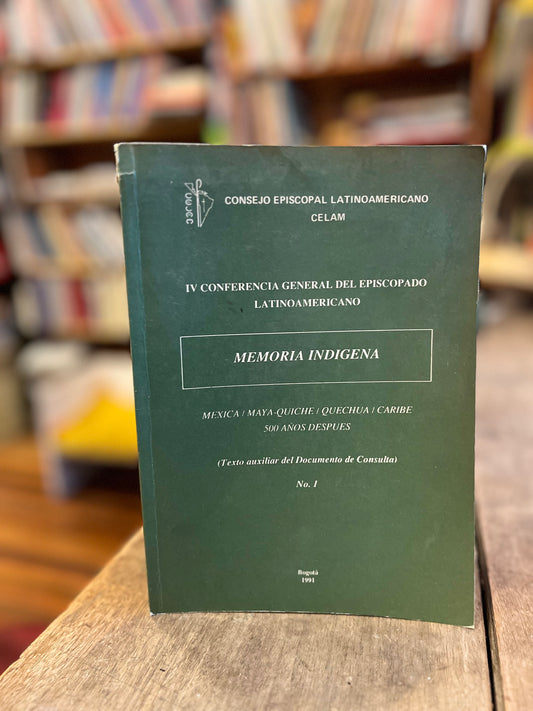 CONSEJO EPISCOPAL LATINOAMERICANO
CELAM
IV CONFERENCIA GENERAL DEL EPISCOPADO
LATINOAMERICANO
MEMORIA INDIGENA
MEXICA / MAYA-QUICHE / QUECHUA / CARIBE
500 AÑOS DESPUES
(Texto auxiliar del Documento de Consulta)
No. 1
Bogotá
1991